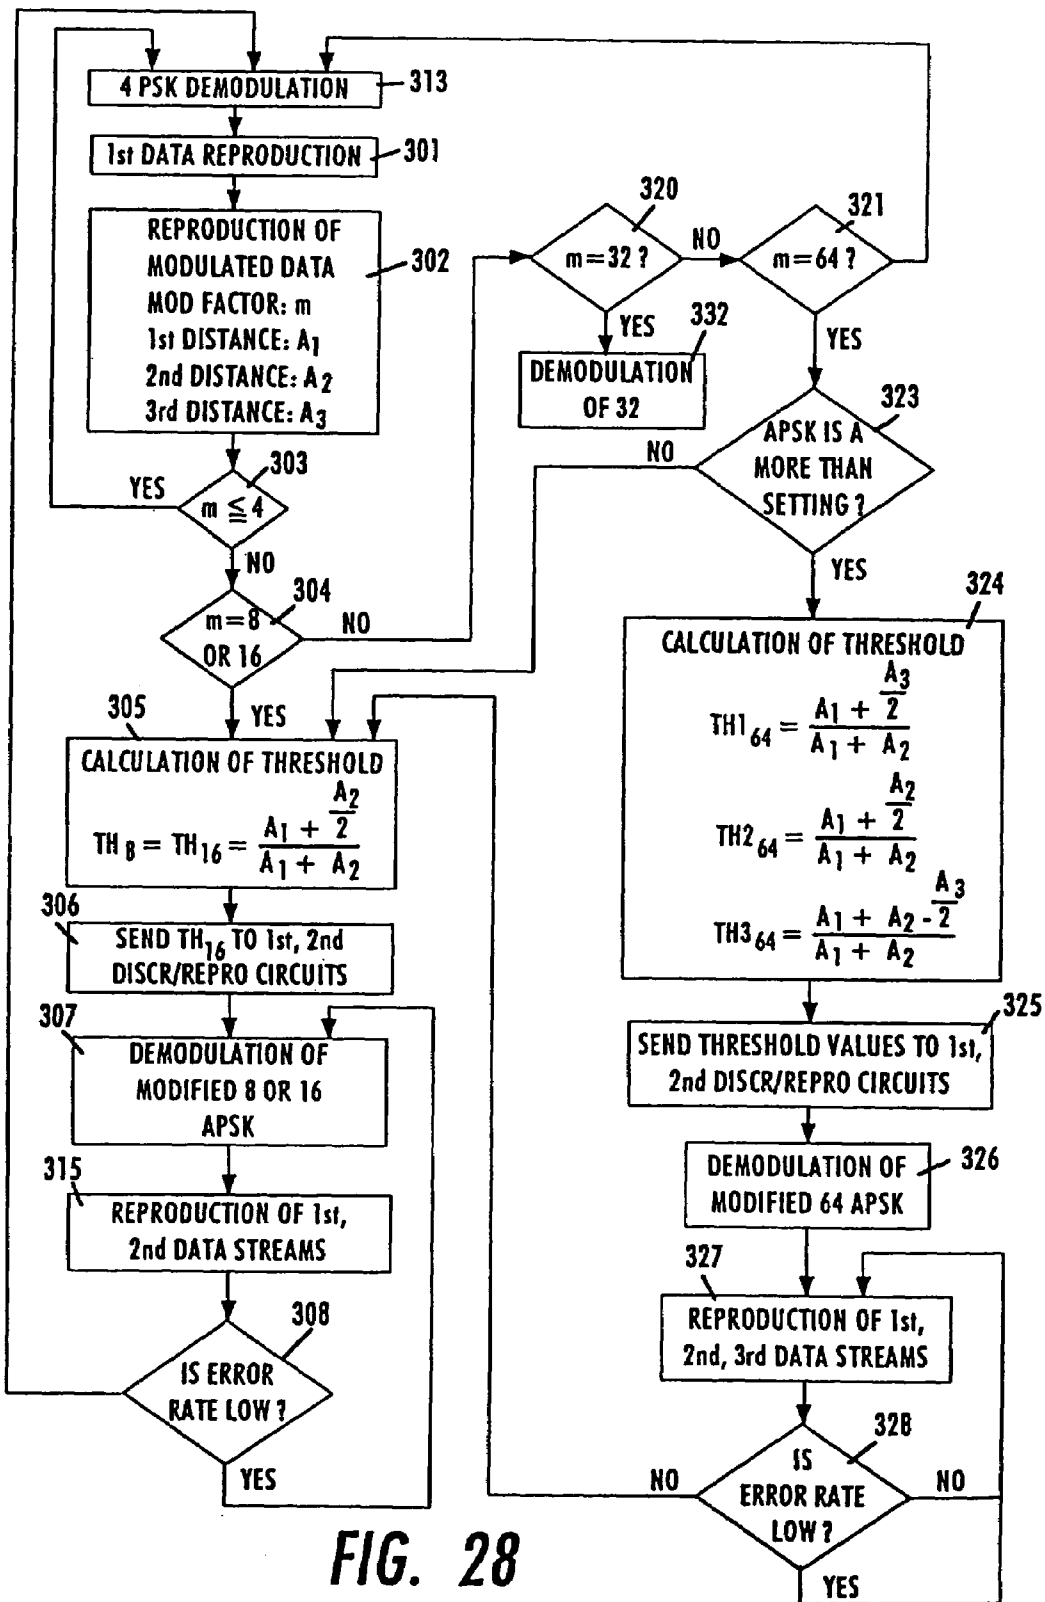 4 PSK DEMODULATION
313
1st DATA REPRODUCTION
301
REPRODUCTION OF
MODULATED DATA
MOD FACTOR: m
1st DISTANCE: A1
2nd DISTANCE: A2
3rd DISTANCE: A3
302
303
YES
m ≦ 4
NO
304
m=8
OR 16
NO
YES
305
CALCULATION OF THRESHOLD
TH8 = TH16 = (A1 + A2/2)/(A1 + A2)
306
SEND TH16 TO 1st, 2nd
DISCR/REPRO CIRCUITS
307
DEMODULATION OF
MODIFIED 8 OR 16
APSK
315
REPRODUCTION OF 1st,
2nd DATA STREAMS
308
IS ERROR
RATE LOW ?
YES
320
m=32 ?
NO
YES
332
DEMODULATION
OF 32
321
m=64 ?
YES
323
APSK IS A
MORE THAN
SETTING ?
NO
YES
324
CALCULATION OF THRESHOLD
TH1 64 = (A1 + A3/2)/(A1 + A2)
TH2 64 = (A1 + A2/2)/(A1 + A2)
TH3 64 = (A1 + A2 - A3/2)/(A1 + A2)
325
SEND THRESHOLD VALUES TO 1st,
2nd DISCR/REPRO CIRCUITS
326
DEMODULATION OF
MODIFIED 64 APSK
327
REPRODUCTION OF 1st,
2nd, 3rd DATA STREAMS
328
IS
ERROR RATE
LOW ?
NO
NO
YES
FIG. 28